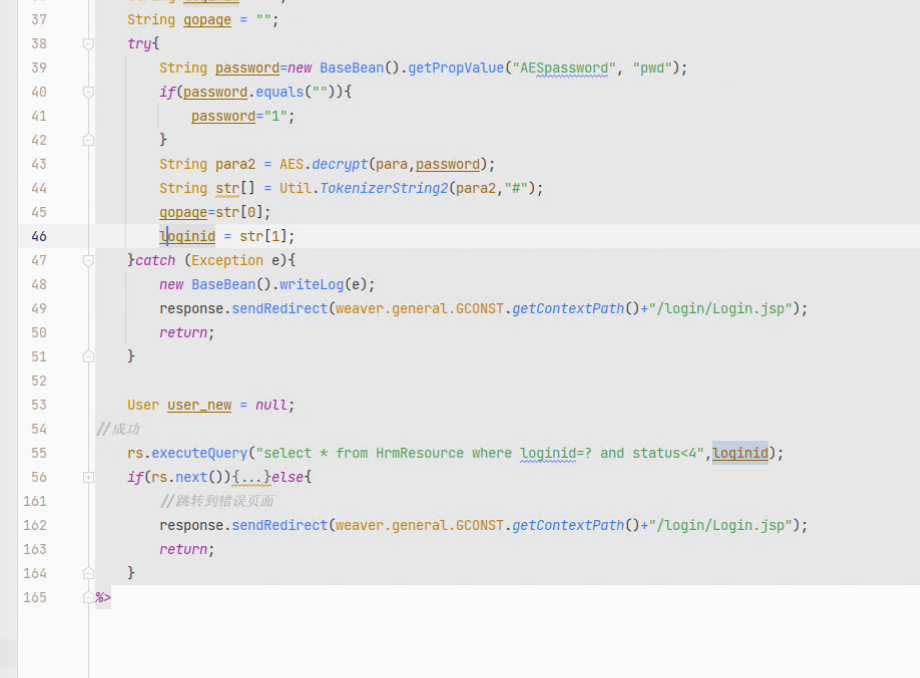 37 String gopage = "";
38 try{
39 String password=new BaseBean().getPropValue("AESpassword", "pwd");
40 if(password.equals("")){
41 password="1";
42 }
43 String para2 = AES.decrypt(para,password);
44 String str[] = Util.TokenizerString2(para2,"#");
45 gopage=str[0];
46 loginid = str[1];
47 }catch (Exception e){
48 new BaseBean().writeLog(e);
49 response.sendRedirect(weaver.general.GCONST.getContextPath()+"/login/Login.jsp");
50 return;
51 }
52
53 User user_new = null;
54 //成功
55 rs.executeQuery("select * from HrmResource where loginid=? and status<4",loginid);
56 if(rs.next()){...}else{
161 //跳转到错误页面
162 response.sendRedirect(weaver.general.GCONST.getContextPath()+"/login/Login.jsp");
163 return;
164 }
165 %>